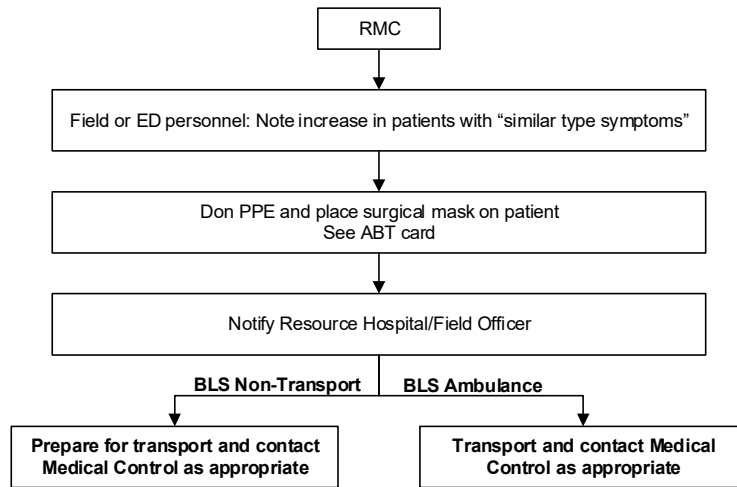 RMC
Field or ED personnel: Note increase in patients with “similar type symptoms”
Don PPE and place surgical mask on patient
See ABT card
Notify Resource Hospital/Field Officer
BLS Non-Transport
BLS Ambulance
Prepare for transport and contact
Medical Control as appropriate
Transport and contact Medical
Control as appropriate